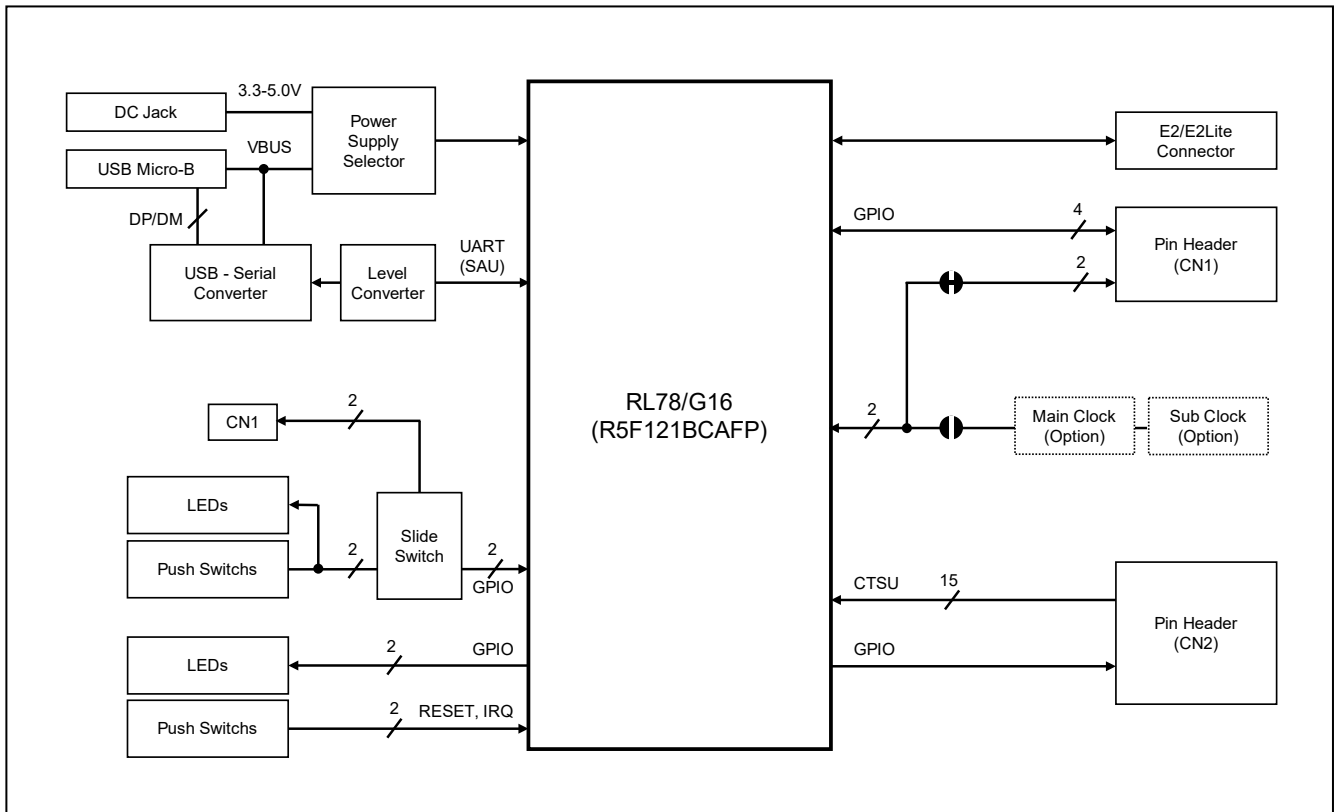 3.3-5.0V
DC Jack
Power
Supply
Selector
VBUS
USB Micro-B
DP/DM
USB - Serial
Converter
Level
Converter
UART
(SAU)
CN1
2
LEDs
Push Switchs
2
Slide
Switch
2
GPIO
LEDs
2
GPIO
Push Switchs
2
RESET, IRQ
RL78/G16
(R5F121BCAFP)
E2/E2Lite
Connector
GPIO
4
2
Pin Header
(CN1)
2
Main Clock
(Option)
Sub Clock
(Option)
CTSU
15
GPIO
Pin Header
(CN2)